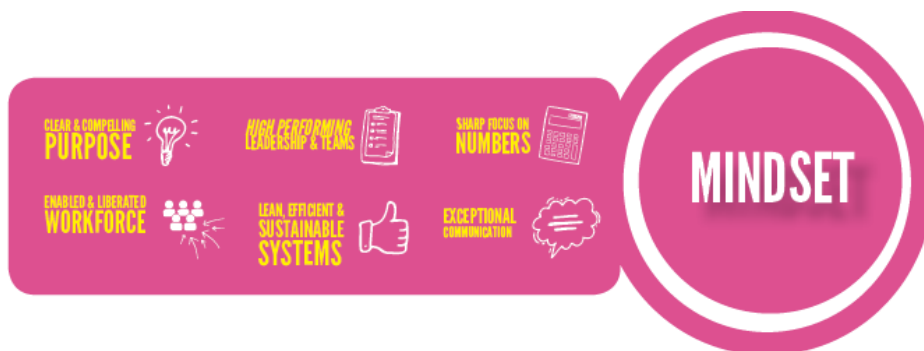 CLEAR & COMPELLING
PURPOSE
HIGH PERFORMING
LEADERSHIP & TEAMS
SHARP FOCUS ON
NUMBERS
ENABLED & LIBERATED
WORKFORCE
LEAN, EFFICIENT &
SUSTAINABLE
SYSTEMS
EXCEPTIONAL
COMMUNICATION
MINDSET